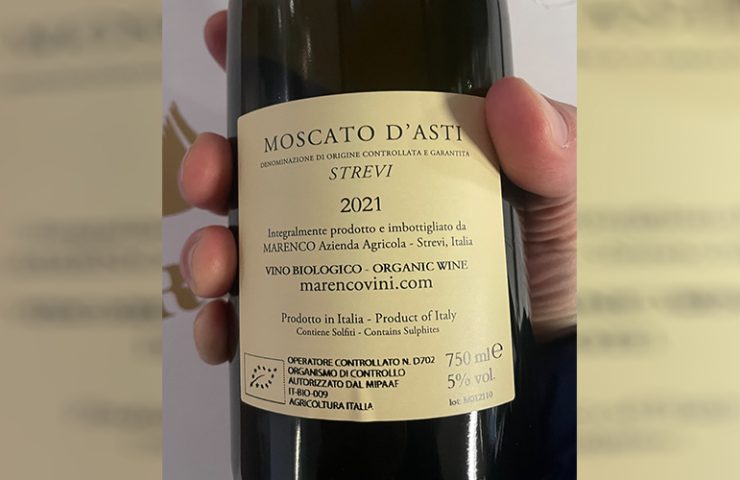 MOSCATO D'ASTI
DENOMINAZIONE DI ORIGINE CONTROLLATA E GARANTITA
STREVI
2021
Integralmente prodotto e imbottigliato da
MARENCO Azienda Agricola - Strevi, Italia
VINO BIOLOGICO - ORGANIC WINE
marencovini.com
Prodotto in Italia - Product of Italy
Contiene Solfiti - Contains Sulphites
OPERATORE CONTROLLATO N. D702
ORGANISMO DI CONTROLLO
AUTORIZZATO DAL MIPAAF
IT-BIO-009
AGRICOLTURA ITALIA
750 ml e
5% vol.
lot: